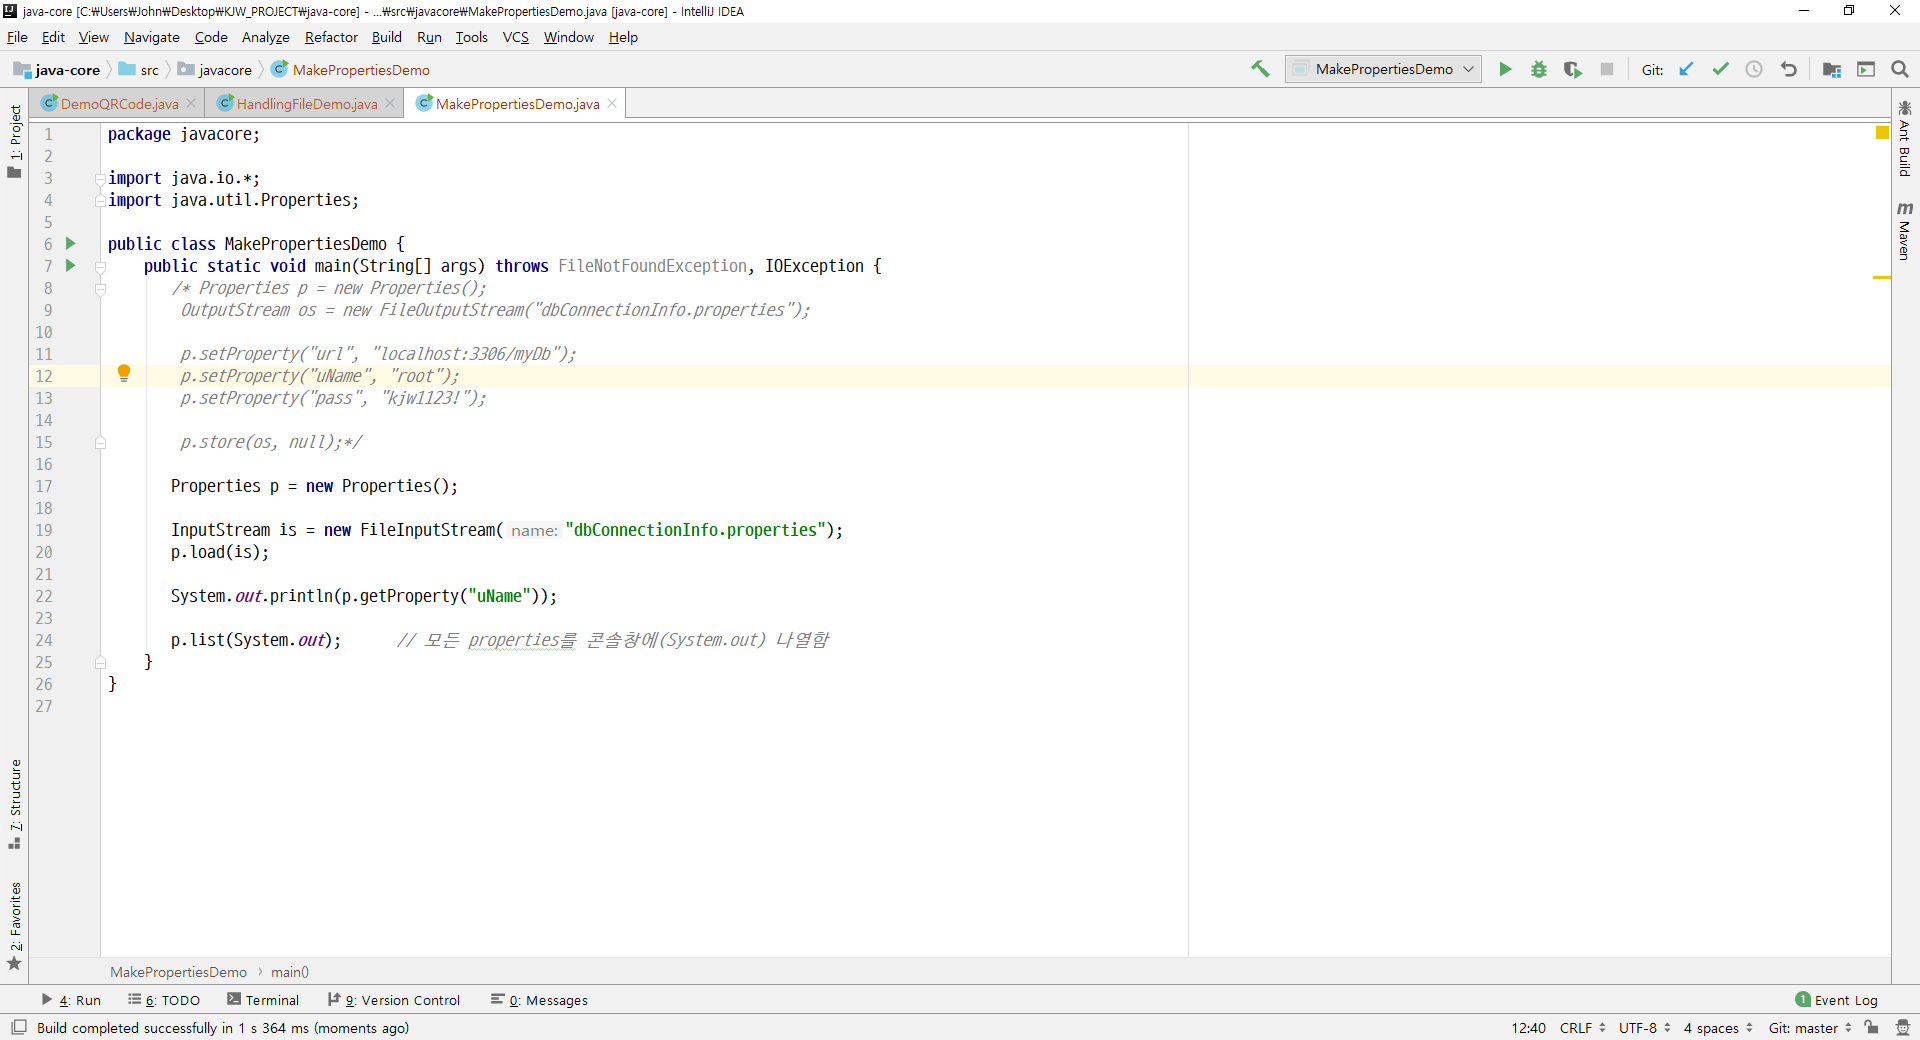 java-core [C:₩Users₩John₩Desktop₩KJW_PROJECT₩java-core] - ...₩src₩javacore₩MakePropertiesDemo.java [java-core] - IntelliJ IDEA
File Edit View Navigate Code Analyze Refactor Build Run Tools VCS Window Help
java-core src javacore MakePropertiesDemo MakePropertiesDemo Git:
DemoQRCode.java HandlingFileDemo.java MakePropertiesDemo.java
1: Project
7: Structure
2: Favorites
1 package javacore;
2
3 import java.io.*;
4 import java.util.Properties;
5
6 public class MakePropertiesDemo {
7 public static void main(String[] args) throws FileNotFoundException, IOException {
8 /* Properties p = new Properties();
9 OutputStream os = new FileOutputStream("dbConnectionInfo.properties");
10
11 p.setProperty("url", "localhost:3306/myDb");
12 p.setProperty("uName", "root");
13 p.setProperty("pass", "kjw1123!");
14
15 p.store(os, null);*/
16
17 Properties p = new Properties();
18
19 InputStream is = new FileInputStream( name: "dbConnectionInfo.properties");
20 p.load(is);
21
22 System.out.println(p.getProperty("uName"));
23
24 p.list(System.out); // 모든 properties를 콘솔창에(System.out) 나열함
25 }
26 }
27
Ant Build
m Maven
MakePropertiesDemo › main()
4: Run 6: TODO Terminal 9: Version Control 0: Messages 1 Event Log
Build completed successfully in 1 s 364 ms (moments ago) 12:40 CRLF UTF-8 4 spaces Git: master